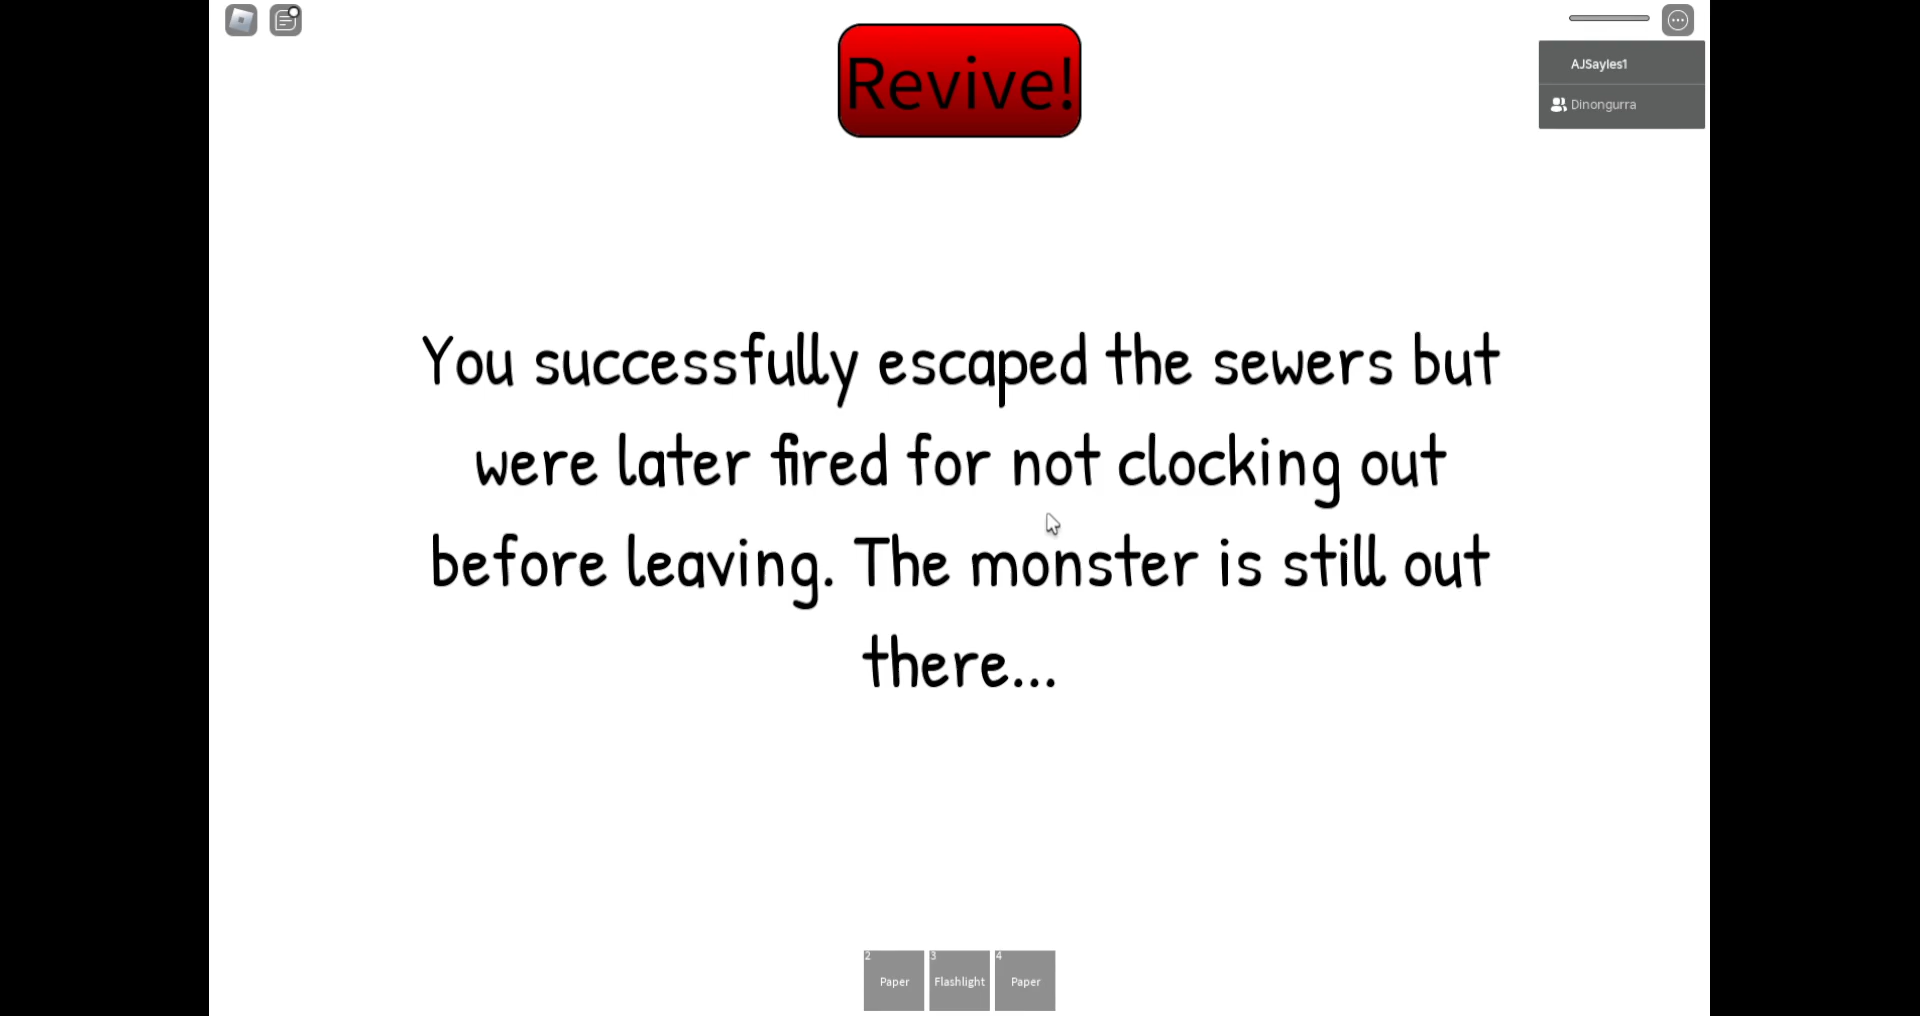 Revive!
AJSayles1
Dinongurra
You successfully escaped the sewers but
were later fired for not clocking out
before leaving. The monster is still out
there...
2
Paper
3
Flashlight
4
Paper